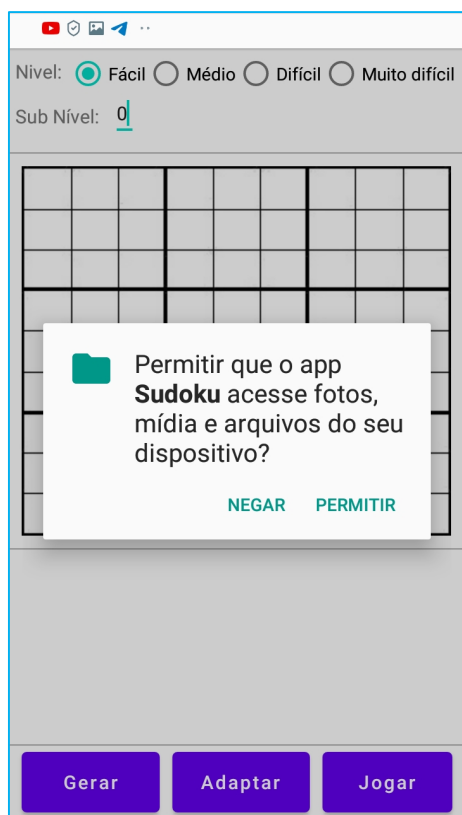 Nivel: Fácil Médio Difícil Muito difícil
Sub Nível: 0
Permitir que o app
Sudoku acesse fotos,
mídia e arquivos do seu
dispositivo?
NEGAR PERMITIR
Gerar Adaptar Jogar